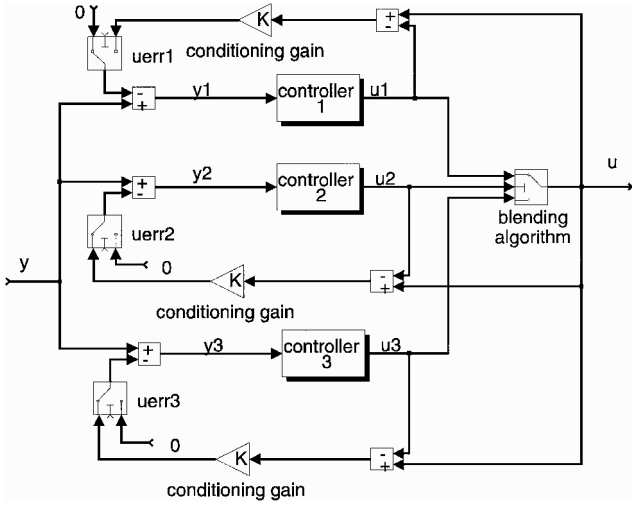 0
K
+
-
conditioning gain
uerr1
-
+
y1
controller
1
u1
u
+
-
y2
controller
2
u2
blending
algorithm
uerr2
0
y
K
-
+
conditioning gain
+
-
y3
controller
3
u3
uerr3
0
K
-
+
conditioning gain